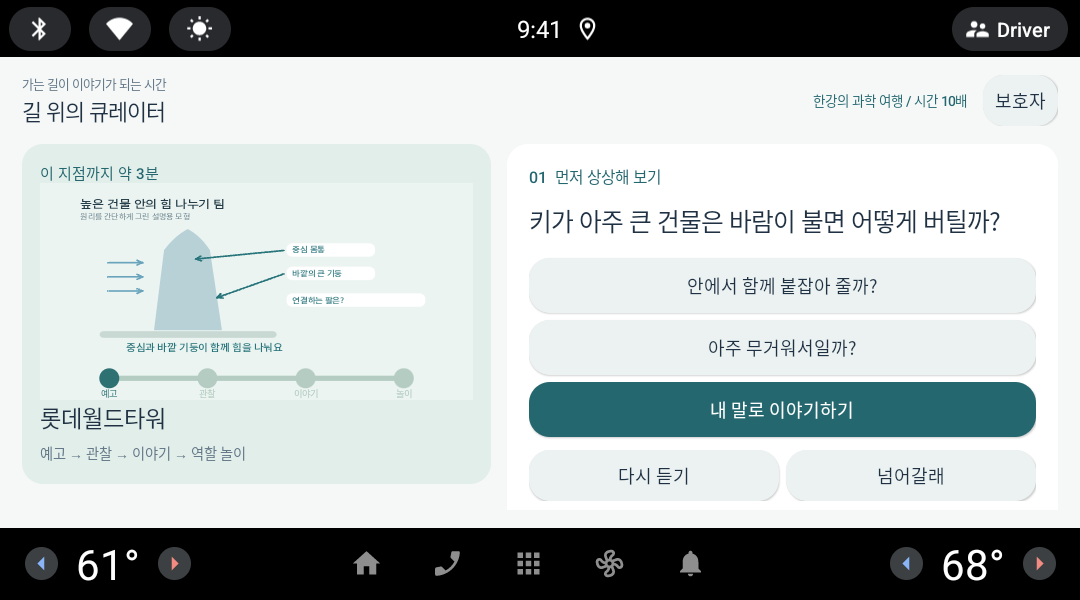 9:41
Driver
가는 길이 이야기가 되는 시간
길 위의 큐레이터
한강의 과학 여행 / 시간 10배
보호자
이 지점까지 약 3분
높은 건물 안의 힘 나누기 팀
원리를 간단하게 그린 설명용 모형
중심 몸통
바깥의 큰 기둥
연결하는 팔은?
중심과 바깥 기둥이 함께 힘을 나눠요
예고
관찰
이야기
놀이
롯데월드타워
예고 → 관찰 → 이야기 → 역할 놀이
01 먼저 상상해 보기
키가 아주 큰 건물은 바람이 불면 어떻게 버틸까?
안에서 함께 붙잡아 줄까?
아주 무거워서일까?
내 말로 이야기하기
다시 듣기
넘어갈래
61°
68°